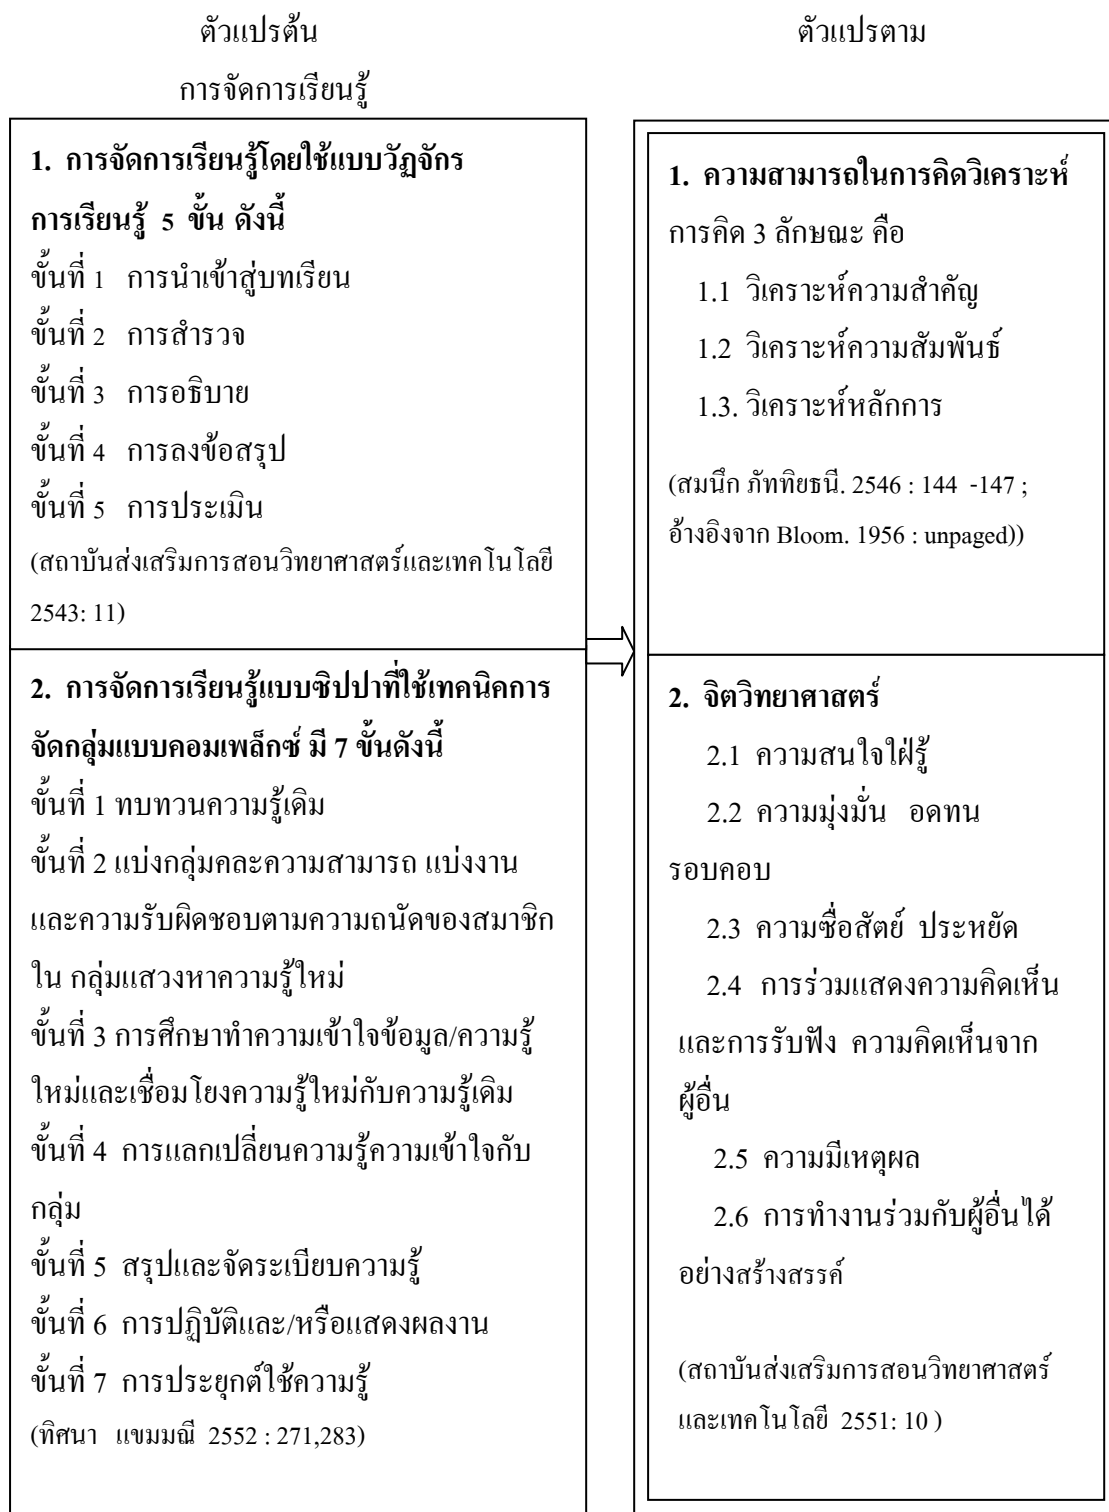 ตัวแปรต้น
ตัวแปรตาม
การจัดการเรียนรู้
1. การจัดการเรียนรู้โดยใช้แบบวัฏจักร
การเรียนรู้ 5 ขั้น ดังนี้
ขั้นที่ 1 การนำเข้าสู่บทเรียน
ขั้นที่ 2 การสำรวจ
ขั้นที่ 3 การอธิบาย
ขั้นที่ 4 การลงข้อสรุป
ขั้นที่ 5 การประเมิน
(สถาบันส่งเสริมการสอนวิทยาศาสตร์และเทคโนโลยี
2543: 11)
2. การจัดการเรียนรู้แบบซิปปาที่ใช้เทคนิคการ
จัดกลุ่มแบบคอมเพล็กซ์ มี 7 ขั้นดังนี้
ขั้นที่ 1 ทบทวนความรู้เดิม
ขั้นที่ 2 แบ่งกลุ่มคละความสามารถ แบ่งงาน
และความรับผิดชอบตามความถนัดของสมาชิก
ใน กลุ่มแสวงหาความรู้ใหม่
ขั้นที่ 3 การศึกษาทำความเข้าใจข้อมูล/ความรู้
ใหม่และเชื่อมโยงความรู้ใหม่กับความรู้เดิม
ขั้นที่ 4 การแลกเปลี่ยนความรู้ความเข้าใจกับ
กลุ่ม
ขั้นที่ 5 สรุปและจัดระเบียบความรู้
ขั้นที่ 6 การปฏิบัติและ/หรือแสดงผลงาน
ขั้นที่ 7 การประยุกต์ใช้ความรู้
(ทิศนา แขมมณี 2552 : 271,283)
1. ความสามารถในการคิดวิเคราะห์
การคิด 3 ลักษณะ คือ
1.1 วิเคราะห์ความสำคัญ
1.2 วิเคราะห์ความสัมพันธ์
1.3. วิเคราะห์หลักการ
(สมนึก ภัททิยธนี. 2546 : 144 -147 ;
อ้างอิงจาก Bloom. 1956 : unpaged))
2. จิตวิทยาศาสตร์
2.1 ความสนใจใฝ่รู้
2.2 ความมุ่งมั่น อดทน
รอบคอบ
2.3 ความซื่อสัตย์ ประหยัด
2.4 การร่วมแสดงความคิดเห็น
และการรับฟัง ความคิดเห็นจาก
ผู้อื่น
2.5 ความมีเหตุผล
2.6 การทำงานร่วมกับผู้อื่นได้
อย่างสร้างสรรค์
(สถาบันส่งเสริมการสอนวิทยาศาสตร์
และเทคโนโลยี 2551: 10 )